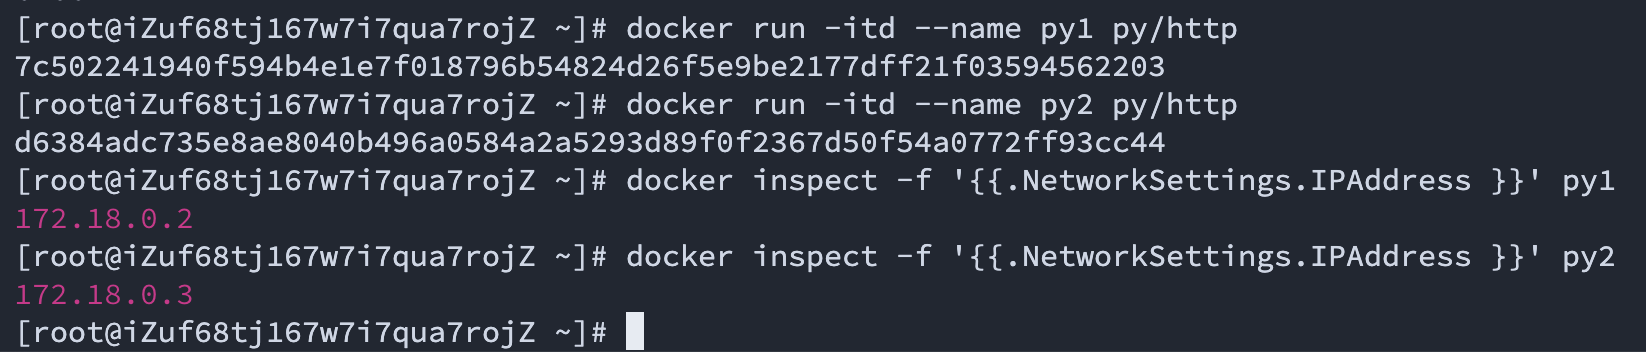 [root@iZuf68tj167w7i7qua7rojZ ~]# docker run -itd --name py1 py/http
7c502241940f594b4e1e7f018796b54824d26f5e9be2177dff21f03594562203
[root@iZuf68tj167w7i7qua7rojZ ~]# docker run -itd --name py2 py/http
d6384adc735e8ae8040b496a0584a2a5293d89f0f2367d50f54a0772ff93cc44
[root@iZuf68tj167w7i7qua7rojZ ~]# docker inspect -f '{{.NetworkSettings.IPAddress }}' py1
172.18.0.2
[root@iZuf68tj167w7i7qua7rojZ ~]# docker inspect -f '{{.NetworkSettings.IPAddress }}' py2
172.18.0.3
[root@iZuf68tj167w7i7qua7rojZ ~]#